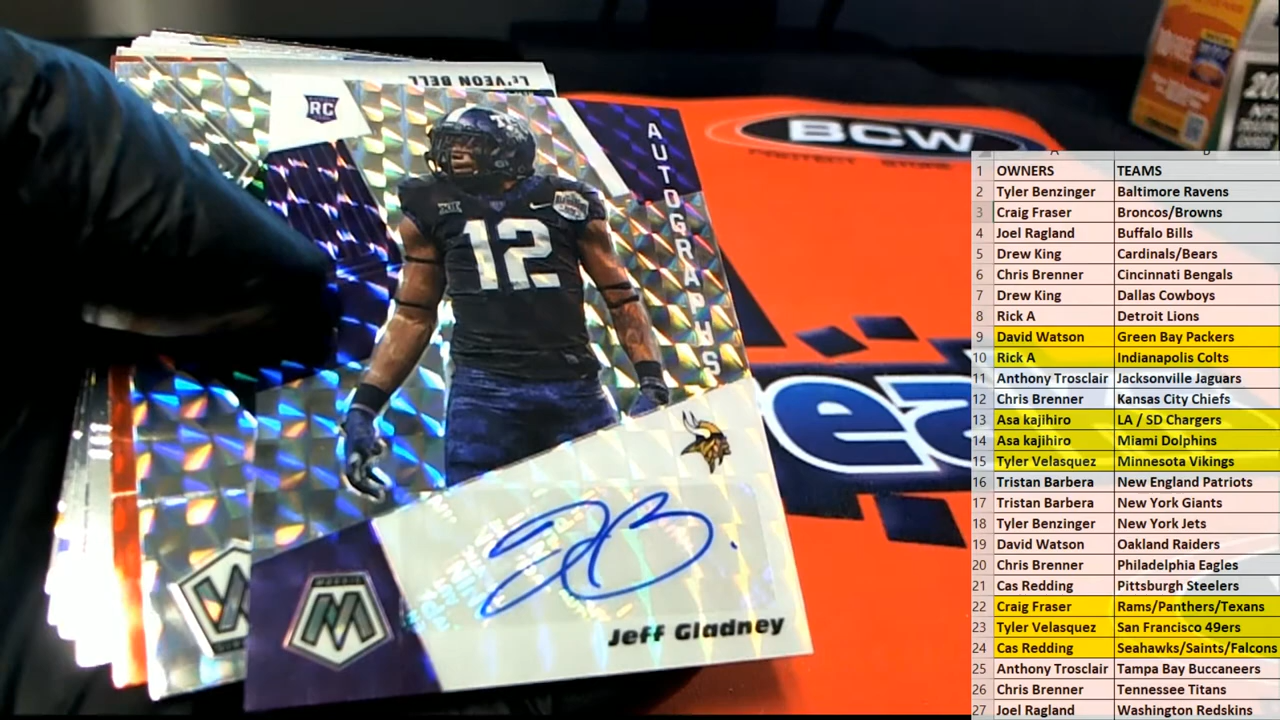 LE'VEON BELL
RC
AUTOGRAPHS
12
Jeff Gladney
MOSAIC
M
BCW
ea
20
A
1 OWNERS TEAMS
2 Tyler Benzinger Baltimore Ravens
3 Craig Fraser Broncos/Browns
4 Joel Ragland Buffalo Bills
5 Drew King Cardinals/Bears
6 Chris Brenner Cincinnati Bengals
7 Drew King Dallas Cowboys
8 Rick A Detroit Lions
9 David Watson Green Bay Packers
10 Rick A Indianapolis Colts
11 Anthony Trosclair Jacksonville Jaguars
12 Chris Brenner Kansas City Chiefs
13 Asa kajihiro LA / SD Chargers
14 Asa kajihiro Miami Dolphins
15 Tyler Velasquez Minnesota Vikings
16 Tristan Barbera New England Patriots
17 Tristan Barbera New York Giants
18 Tyler Benzinger New York Jets
19 David Watson Oakland Raiders
20 Chris Brenner Philadelphia Eagles
21 Cas Redding Pittsburgh Steelers
22 Craig Fraser Rams/Panthers/Texans
23 Tyler Velasquez San Francisco 49ers
24 Cas Redding Seahawks/Saints/Falcons
25 Anthony Trosclair Tampa Bay Buccaneers
26 Chris Brenner Tennessee Titans
27 Joel Ragland Washington Redskins